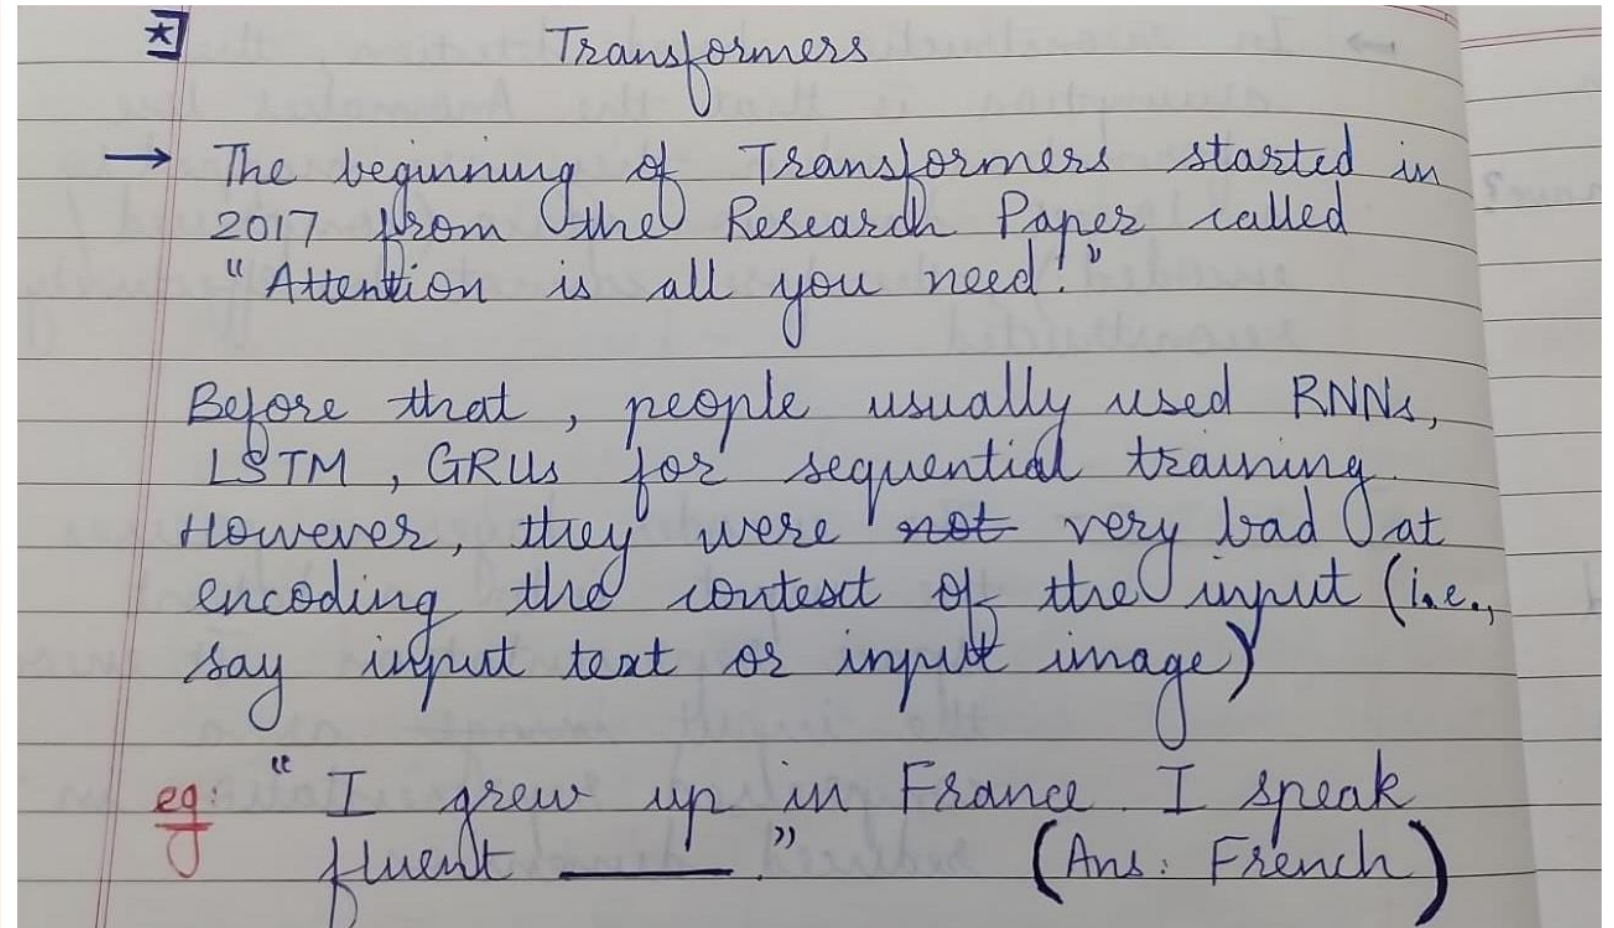 Transformers
→ The beginning of Transformers started in
2017 from the Research Paper called
"Attention is all you need!"
Before that, people usually used RNNs,
LSTM, GRUs for sequential training.
However, they were not very bad at
encoding the context of the input (i.e.,
say input text or input image)
eg: "I grew up in France. I speak
fluent ______." (Ans: French)